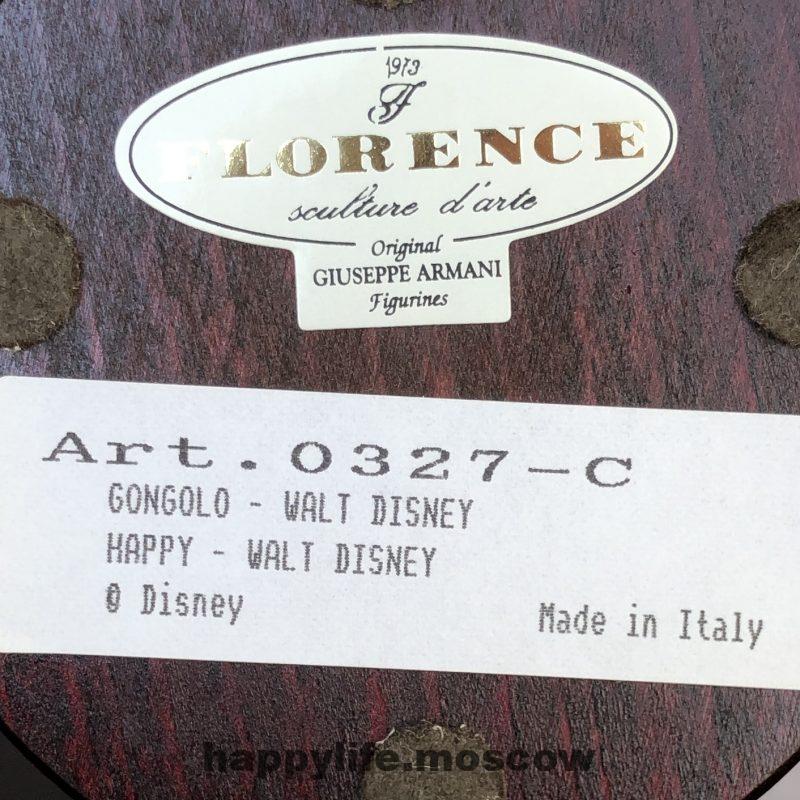 1973
F
FLORENCE
sculture d'arte
Original
GIUSEPPE ARMANI
Figurines
Art.0327-C
GONGOLO - WALT DISNEY
HAPPY - WALT DISNEY
@ Disney
Made in Italy
happylife.moscow